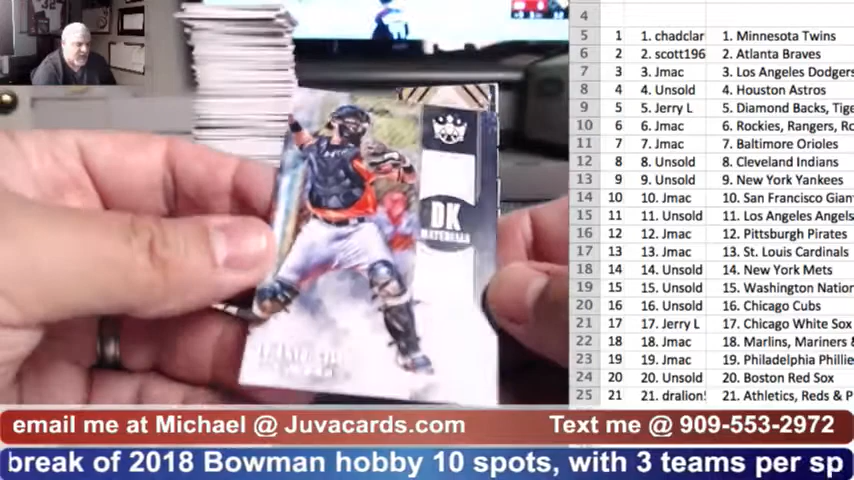 4
5 1 1. chadclar 1. Minnesota Twins
6 2 2. scott196 2. Atlanta Braves
7 3 3. Jmac 3. Los Angeles Dodgers
8 4 4. Unsold 4. Houston Astros
9 5 5. Jerry L 5. Diamond Backs, Tige
10 6 6. Jmac 6. Rockies, Rangers, Ro
11 7 7. Jmac 7. Baltimore Orioles
12 8 8. Unsold 8. Cleveland Indians
13 9 9. Unsold 9. New York Yankees
14 10 10. Jmac 10. San Francisco Giant
15 11 11. Unsold 11. Los Angeles Angels
16 12 12. Jmac 12. Pittsburgh Pirates
17 13 13. Jmac 13. St. Louis Cardinals
18 14 14. Unsold 14. New York Mets
19 15 15. Unsold 15. Washington Nation
20 16 16. Unsold 16. Chicago Cubs
21 17 17. Jerry L 17. Chicago White Sox
22 18 18. Jmac 18. Marlins, Mariners &
23 19 19. Jmac 19. Philadelphia Phillie
24 20 20. Unsold 20. Boston Red Sox
25 21 21. dralion! 21. Athletics, Reds & P
DK
MATERIALS
email me at Michael @ Juvacards.com Text me @ 909-553-2972
break of 2018 Bowman hobby 10 spots, with 3 teams per sp